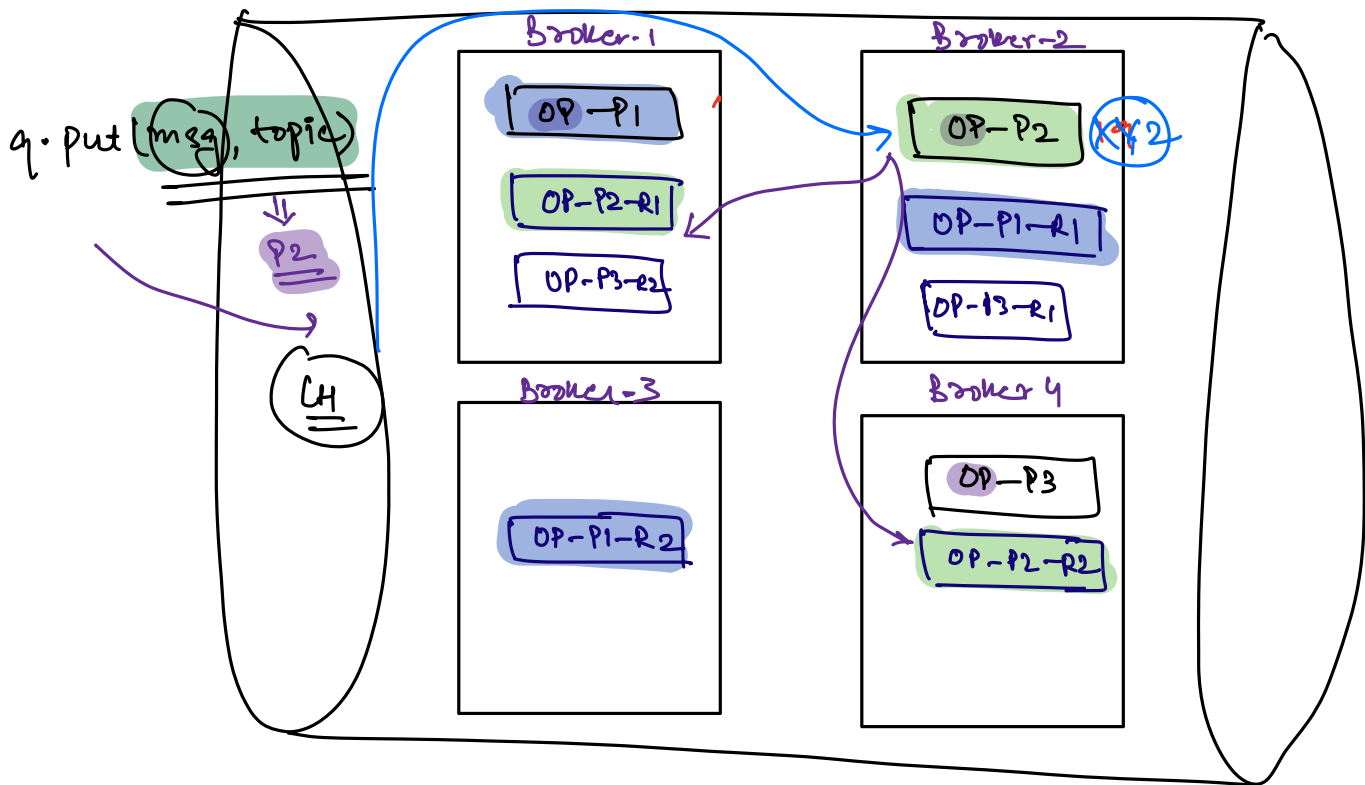 Broker-1
Broker-2
q.put(msg, topic)
OP-P1
OP-P2
OP-P2-R1
OP-P1-R1
P2
OP-P3-R2
OP-P3-R1
CH
Broker-3
Broker 4
OP-P3
OP-P1-R2
OP-P2-R2